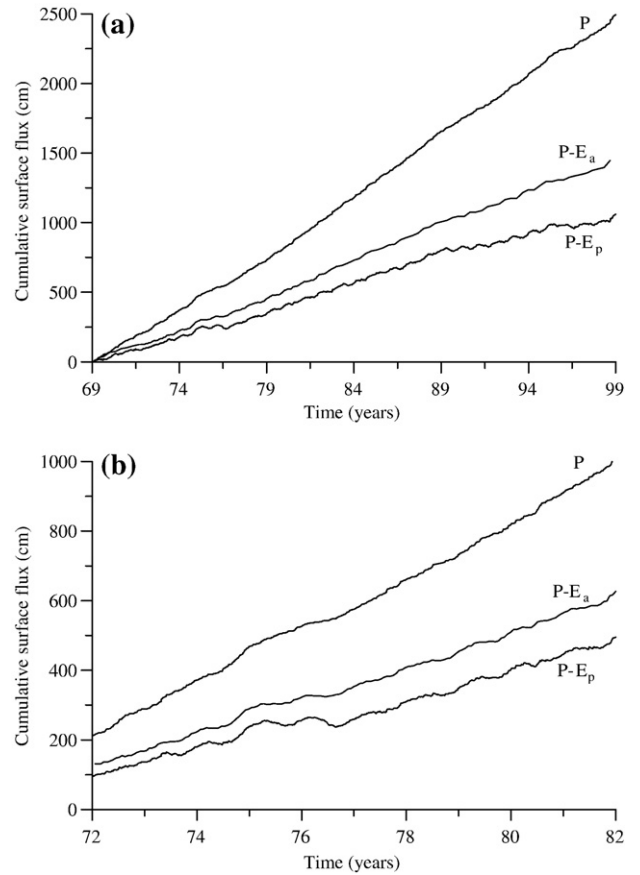 (a)
P
P-Ea
P-Ep
2500
2000
1500
1000
500
0
Cumulative surface flux (cm)
69 74 79 84 89 94 99
Time (years)
(b)
P
P-Ea
P-Ep
1000
800
600
400
200
0
Cumulative surface flux (cm)
72 74 76 78 80 82
Time (years)